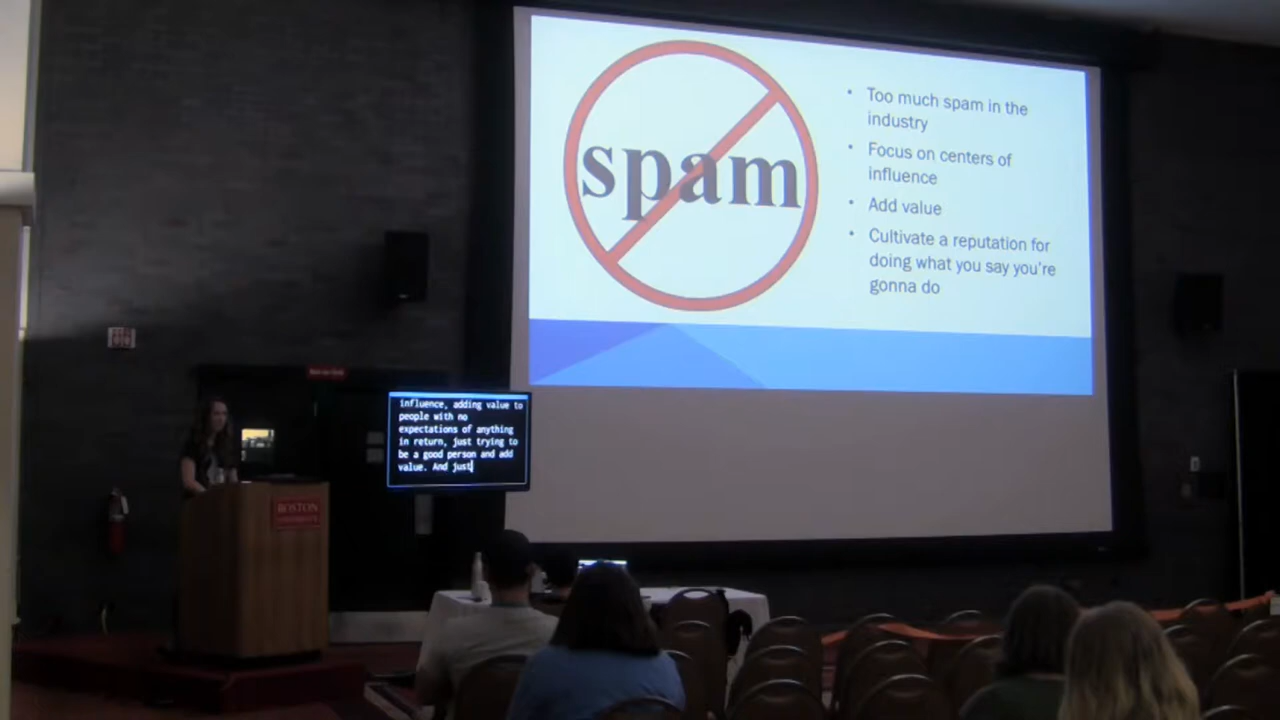 spam
• Too much spam in the
industry
• Focus on centers of
influence
• Add value
• Cultivate a reputation for
doing what you say you're
gonna do
influence, adding value to
people with no
expectations of anything
in return, just trying to
be a good person and add
value. And just
BOSTON
UNIVERSITY